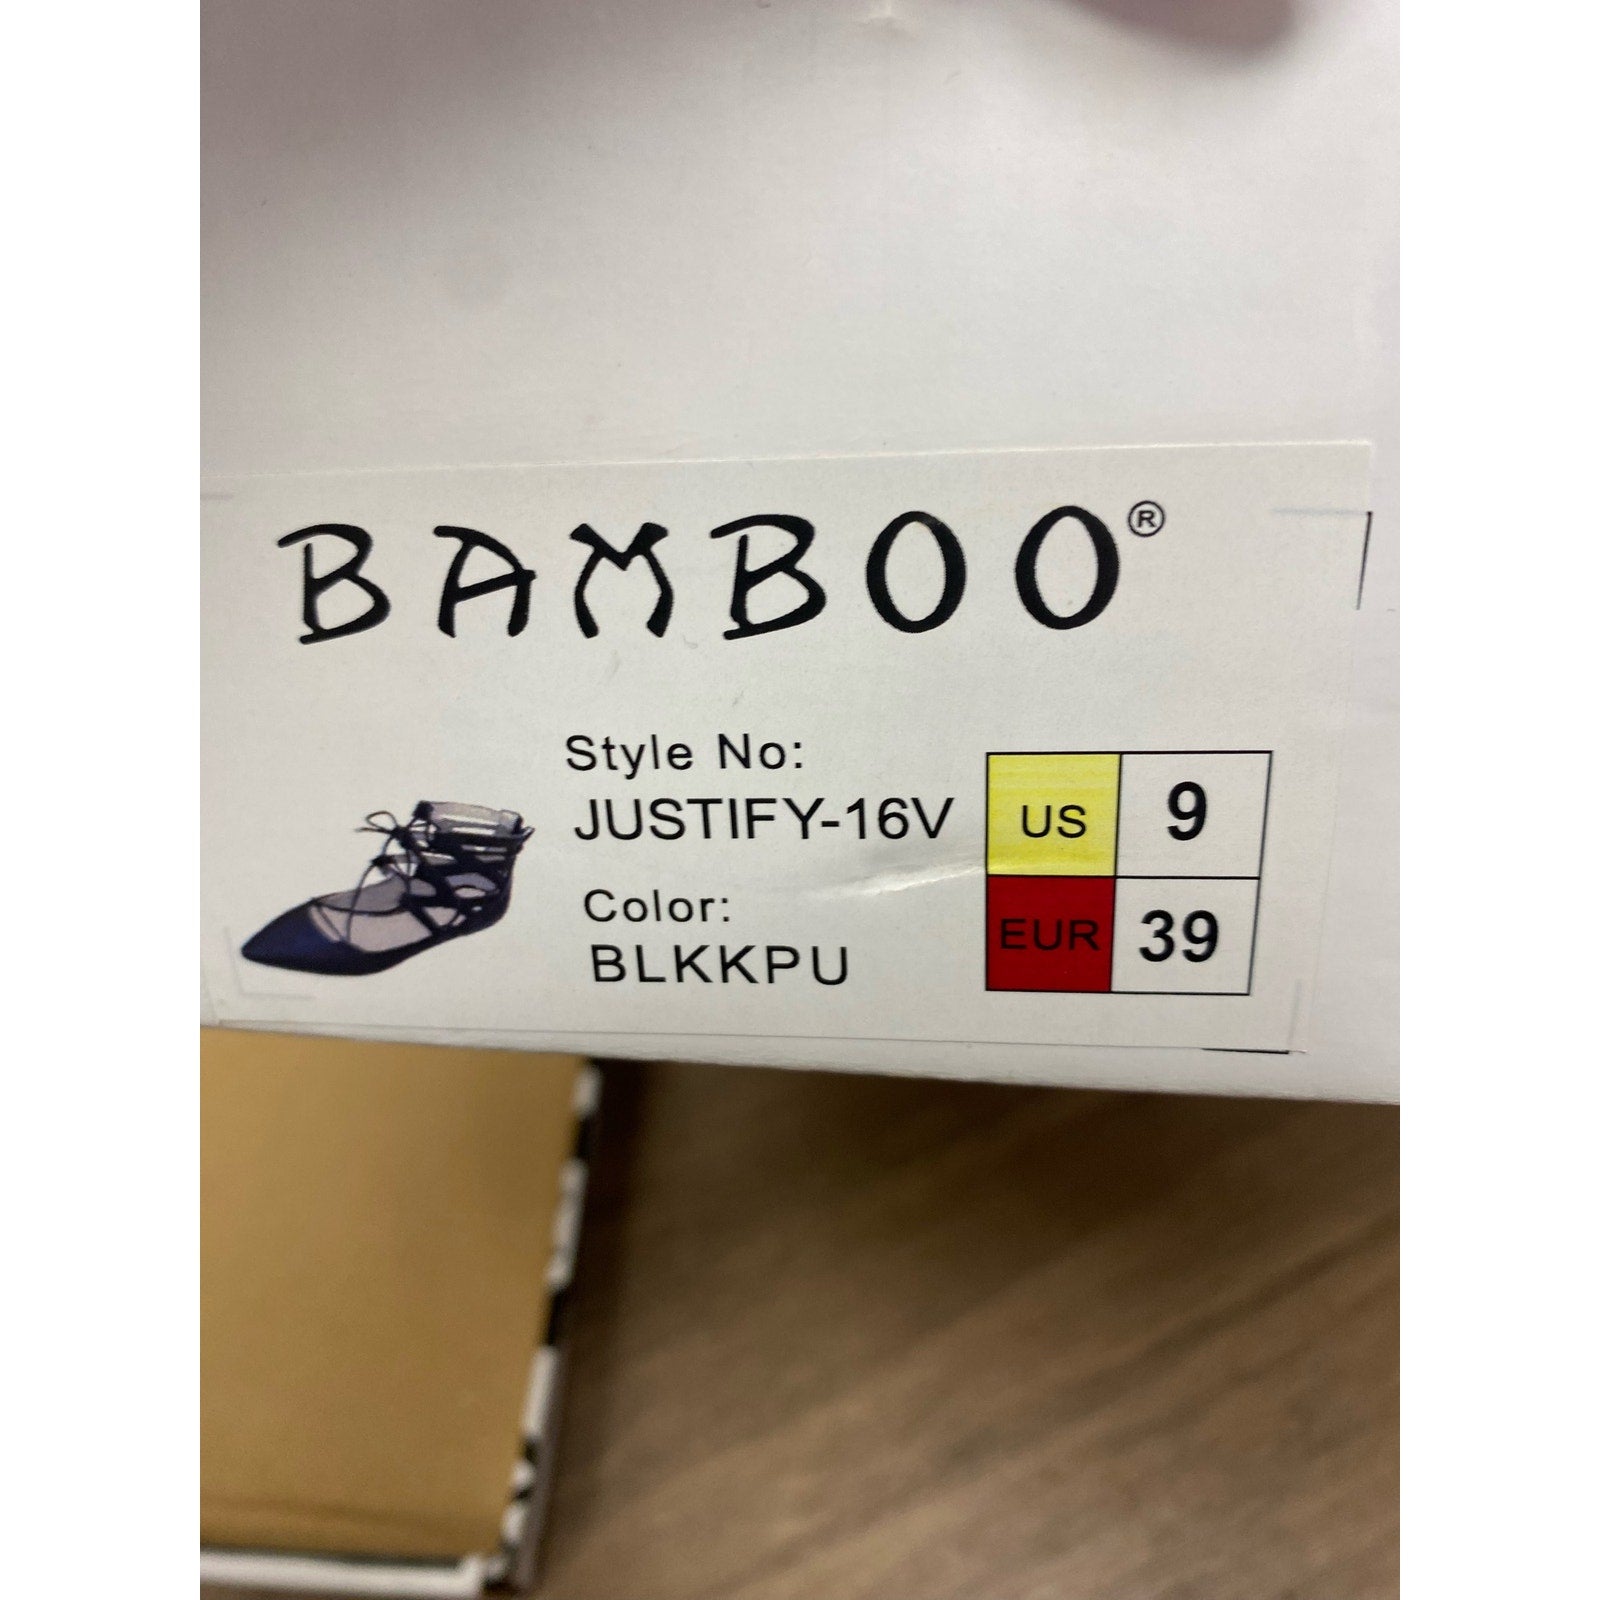 BAMBOO®
Style No:
JUSTIFY-16V
Color:
BLKKPU
US 9
EUR 39